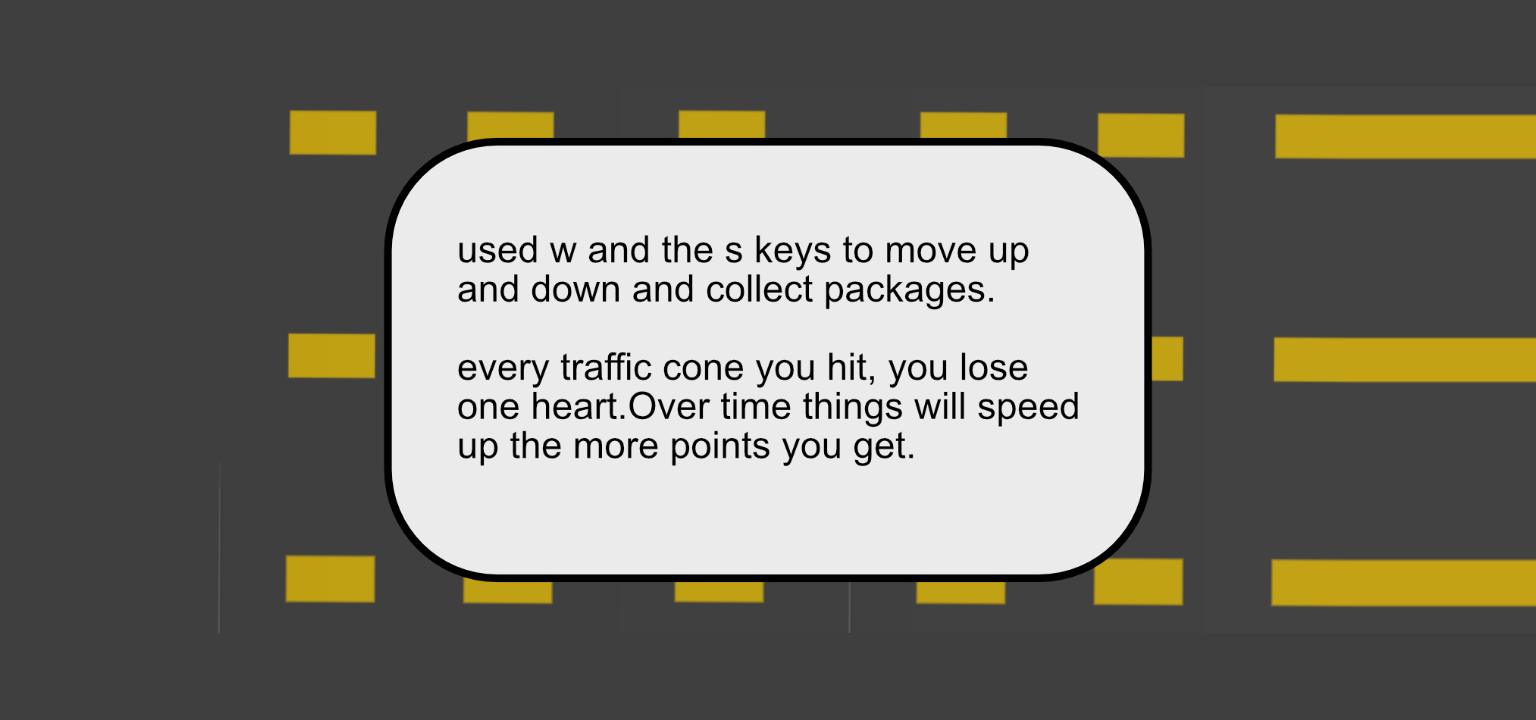 used w and the s keys to move up
and down and collect packages.
every traffic cone you hit, you lose
one heart.Over time things will speed
up the more points you get.